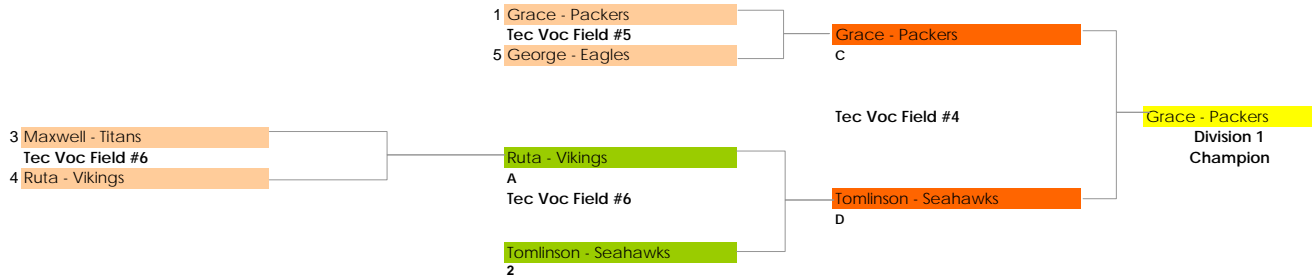 1 Grace - Packers
Tec Voc Field #5
5 George - Eagles
Grace - Packers
C
Tec Voc Field #4
Grace - Packers
Division 1
Champion
3 Maxwell - Titans
Tec Voc Field #6
4 Ruta - Vikings
Ruta - Vikings
A
Tec Voc Field #6
Tomlinson - Seahawks
D
Tomlinson - Seahawks
2